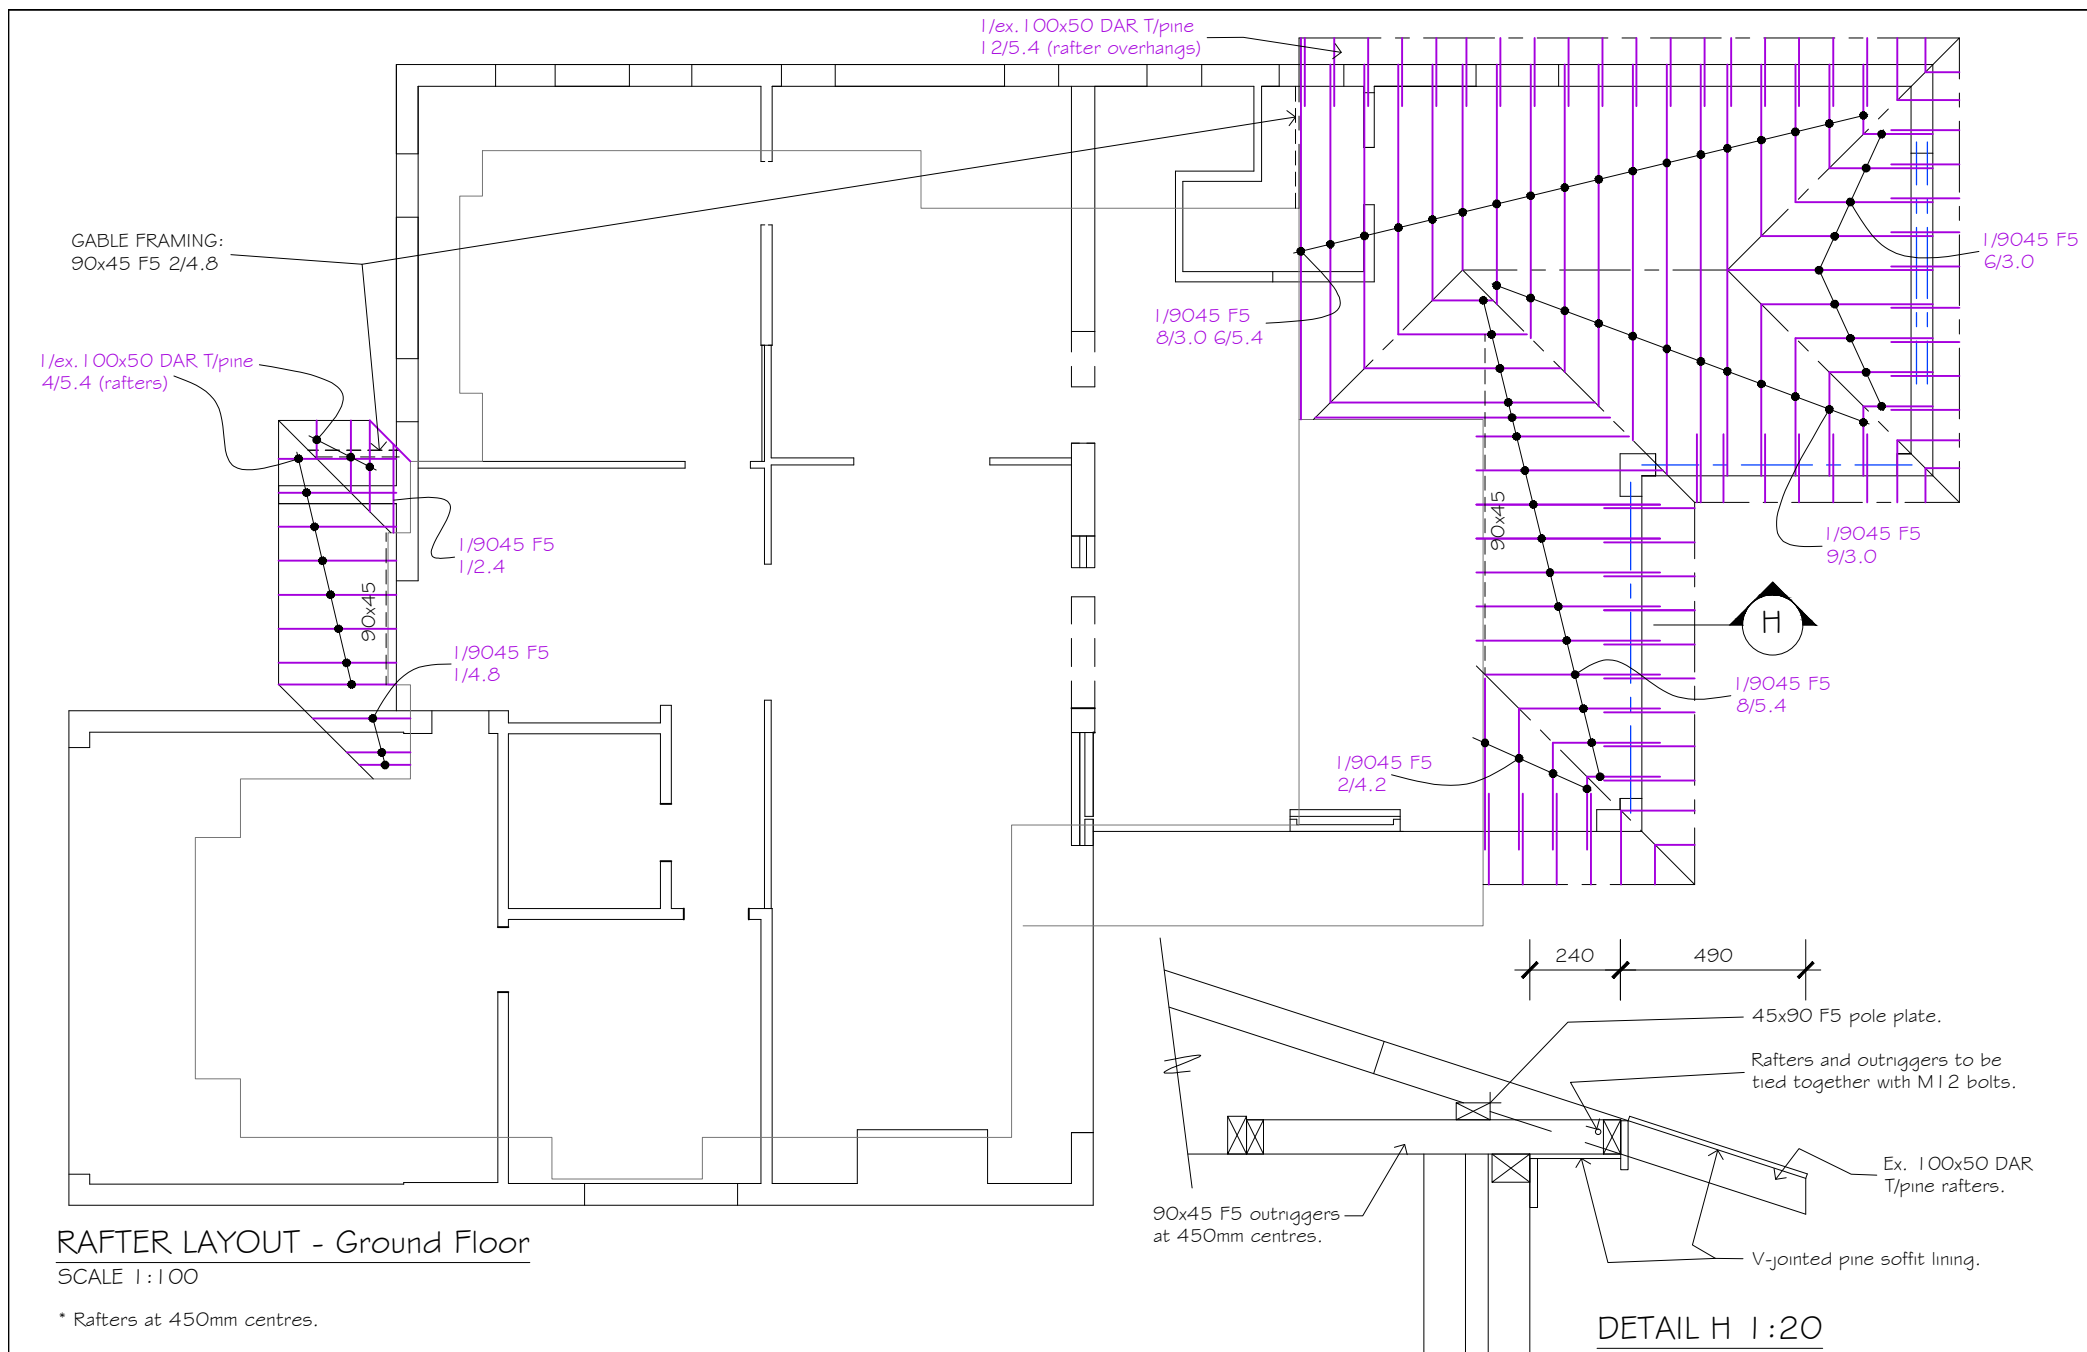 1/ex.100x50 DAR T/pine
12/5.4 (rafter overhangs)
GABLE FRAMING:
90x45 F5 2/4.8
1/9045 F5
6/3.0
1/9045 F5
8/3.0 6/5.4
1/ex.100x50 DAR T/pine
4/5.4 (rafters)
90x45
1/9045 F5
1/2.4
1/9045 F5
9/3.0
90x45
H
1/9045 F5
1/4.8
1/9045 F5
8/5.4
1/9045 F5
2/4.2
240
490
45x90 F5 pole plate.
Rafters and outriggers to be
tied together with M12 bolts.
Ex. 100x50 DAR
T/pine rafters.
90x45 F5 outriggers
at 450mm centres.
V-jointed pine soffit lining.
RAFTER LAYOUT - Ground Floor
SCALE 1:100
* Rafters at 450mm centres.
DETAIL H 1:20